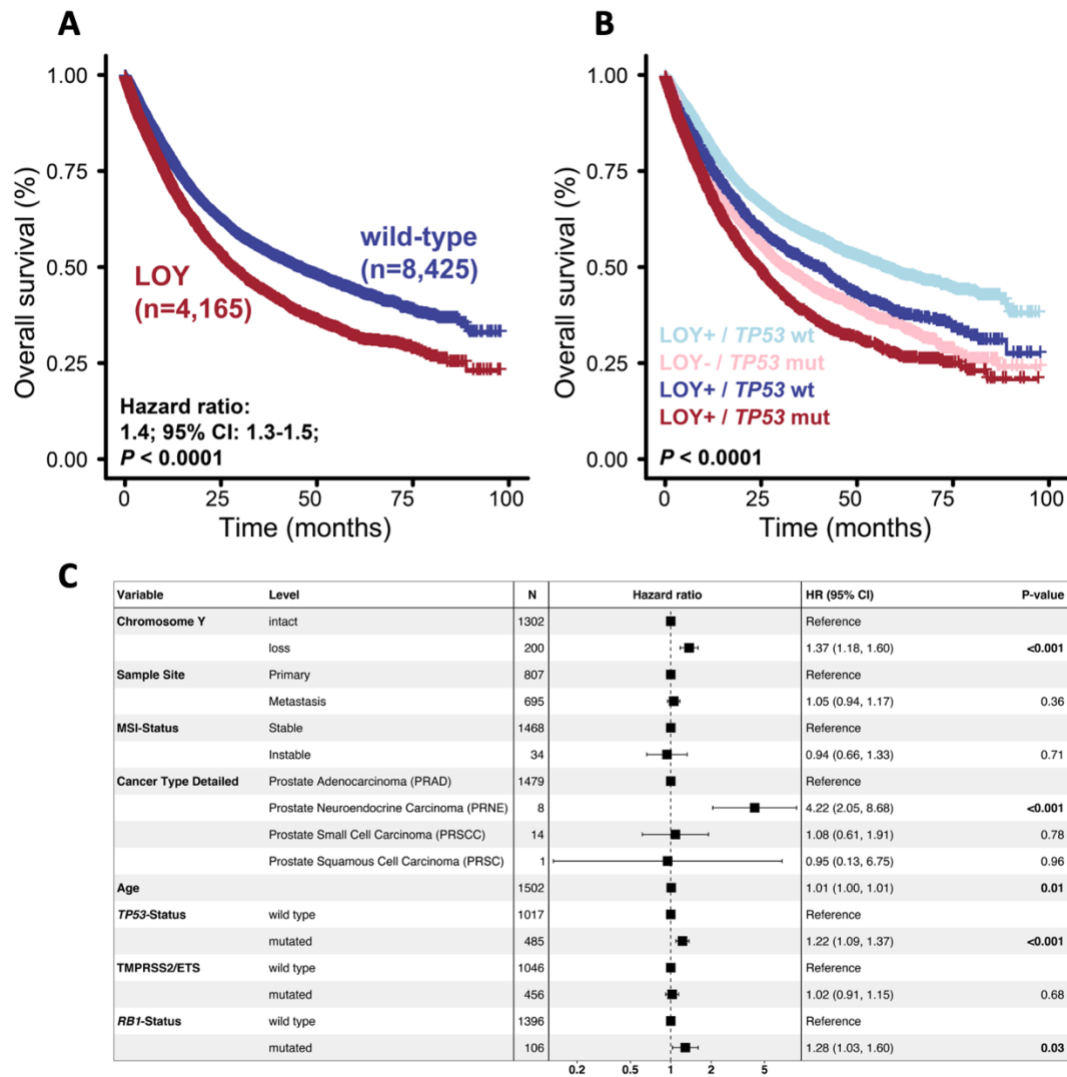 A
1.00
0.75
0.50
0.25
0.00
Overall survival (%)
wild-type
(n=8,425)
LOY
(n=4,165)
Hazard ratio:
1.4; 95% CI: 1.3-1.5;
P < 0.0001
0 25 50 75 100
Time (months)
B
1.00
0.75
0.50
0.25
0.00
Overall survival (%)
LOY+ / TP53 wt
LOY- / TP53 mut
LOY+ / TP53 wt
LOY+ / TP53 mut
P < 0.0001
0 25 50 75 100
Time (months)
C
Variable Level N Hazard ratio HR (95% CI) P-value
Chromosome Y intact 1302 Reference
loss 200 1.37 (1.18, 1.60) <0.001
Sample Site Primary 807 Reference
Metastasis 695 1.05 (0.94, 1.17) 0.36
MSI-Status Stable 1468 Reference
Instable 34 0.94 (0.66, 1.33) 0.71
Cancer Type Detailed Prostate Adenocarcinoma (PRAD) 1479 Reference
Prostate Neuroendocrine Carcinoma (PRNE) 8 4.22 (2.05, 8.68) <0.001
Prostate Small Cell Carcinoma (PRSCC) 14 1.08 (0.61, 1.91) 0.78
Prostate Squamous Cell Carcinoma (PRSC) 1 0.95 (0.13, 6.75) 0.96
Age 1502 1.01 (1.00, 1.01) 0.01
TP53-Status wild type 1017 Reference
mutated 485 1.22 (1.09, 1.37) <0.001
TMPRSS2/ETS wild type 1046 Reference
mutated 456 1.02 (0.91, 1.15) 0.68
RB1-Status wild type 1396 Reference
mutated 106 1.28 (1.03, 1.60) 0.03
0.2 0.5 1 2 5